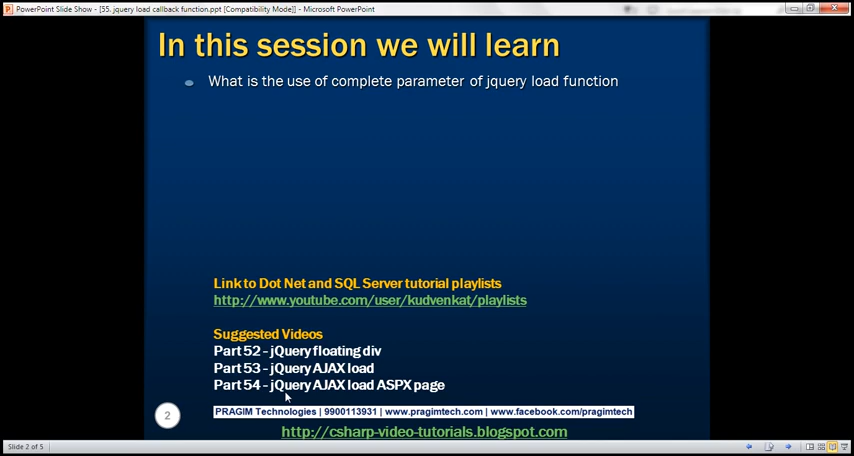 PowerPoint Slide Show - [55. jquery load callback function.ppt [Compatibility Mode]] - Microsoft PowerPoint
In this session we will learn
What is the use of complete parameter of jquery load function
Link to Dot Net and SQL Server tutorial playlists
http://www.youtube.com/user/kudvenkat/playlists
Suggested Videos
Part 52 - jQuery floating div
Part 53 - jQuery AJAX load
Part 54 - jQuery AJAX load ASPX page
2
PRAGIM Technologies | 9900113931 | www.pragimtech.com | www.facebook.com/pragimtech
http://csharp-video-tutorials.blogspot.com
Slide 2 of 5